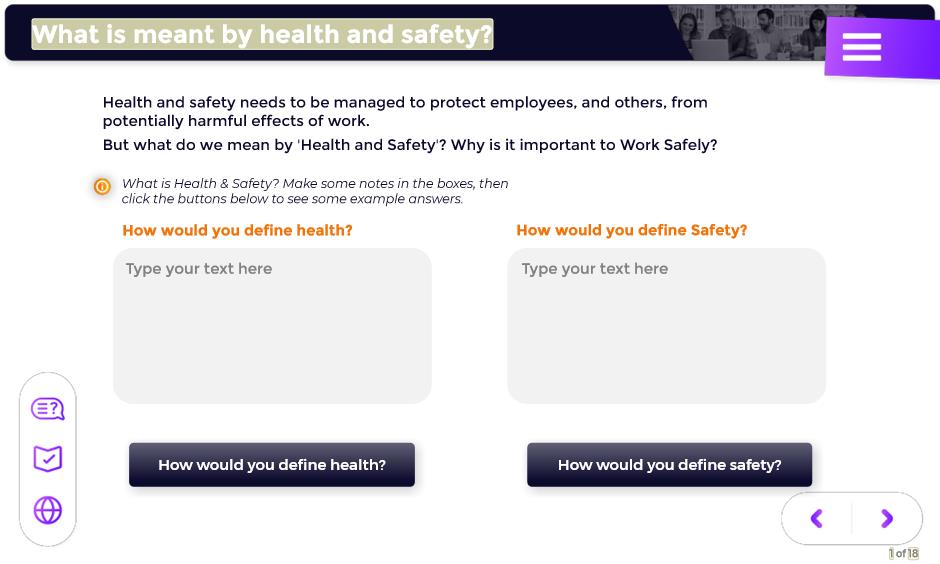 What is meant by health and safety?
Health and safety needs to be managed to protect employees, and others, from
potentially harmful effects of work.
But what do we mean by 'Health and Safety'? Why is it important to Work Safely?
What is Health & Safety? Make some notes in the boxes, then
click the buttons below to see some example answers.
How would you define health?
How would you define Safety?
Type your text here
Type your text here
How would you define health?
How would you define safety?
1 of 18